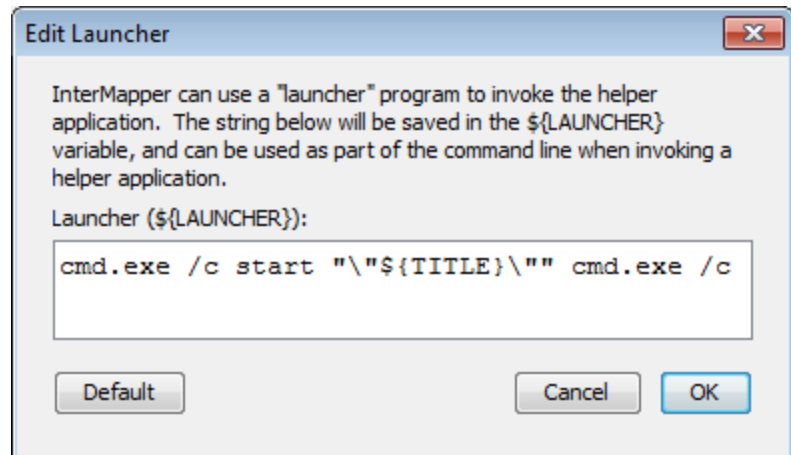 Edit Launcher
InterMapper can use a "launcher" program to invoke the helper
application.  The string below will be saved in the ${LAUNCHER}
variable, and can be used as part of the command line when invoking a
helper application.
Launcher (${LAUNCHER}):
cmd.exe /c start "\"${TITLE}\"" cmd.exe /c
Default
Cancel
OK